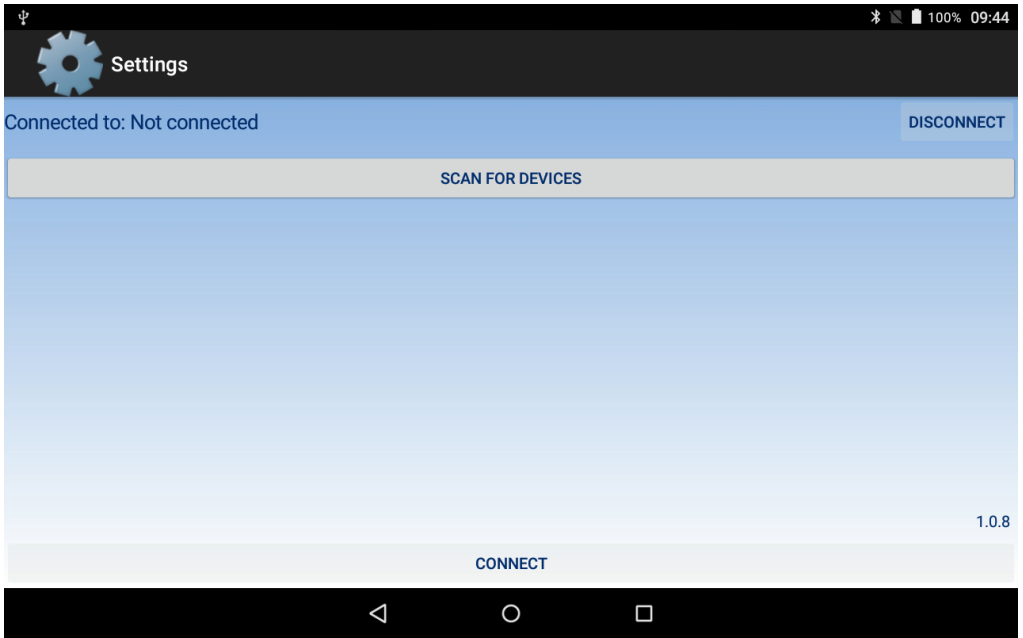 100% 09:44
Settings
Connected to: Not connected
DISCONNECT
SCAN FOR DEVICES
1.0.8
CONNECT